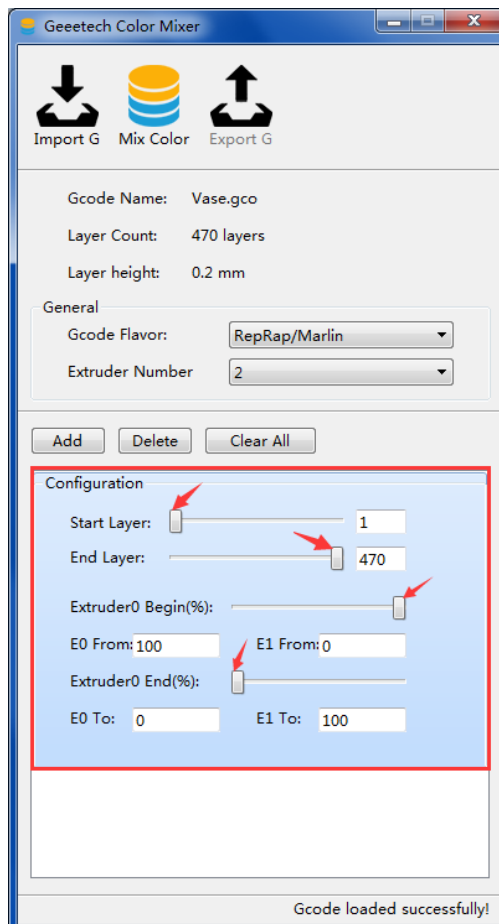 Geeetech Color Mixer
Import G Mix Color Export G
Gcode Name: Vase.gco
Layer Count: 470 layers
Layer height: 0.2 mm
General
Gcode Flavor: RepRap/Marlin
Extruder Number 2
Add Delete Clear All
Configuration
Start Layer: 1
End Layer: 470
Extruder0 Begin(%):
E0 From: 100 E1 From: 0
Extruder0 End(%):
E0 To: 0 E1 To: 100
Gcode loaded successfully!